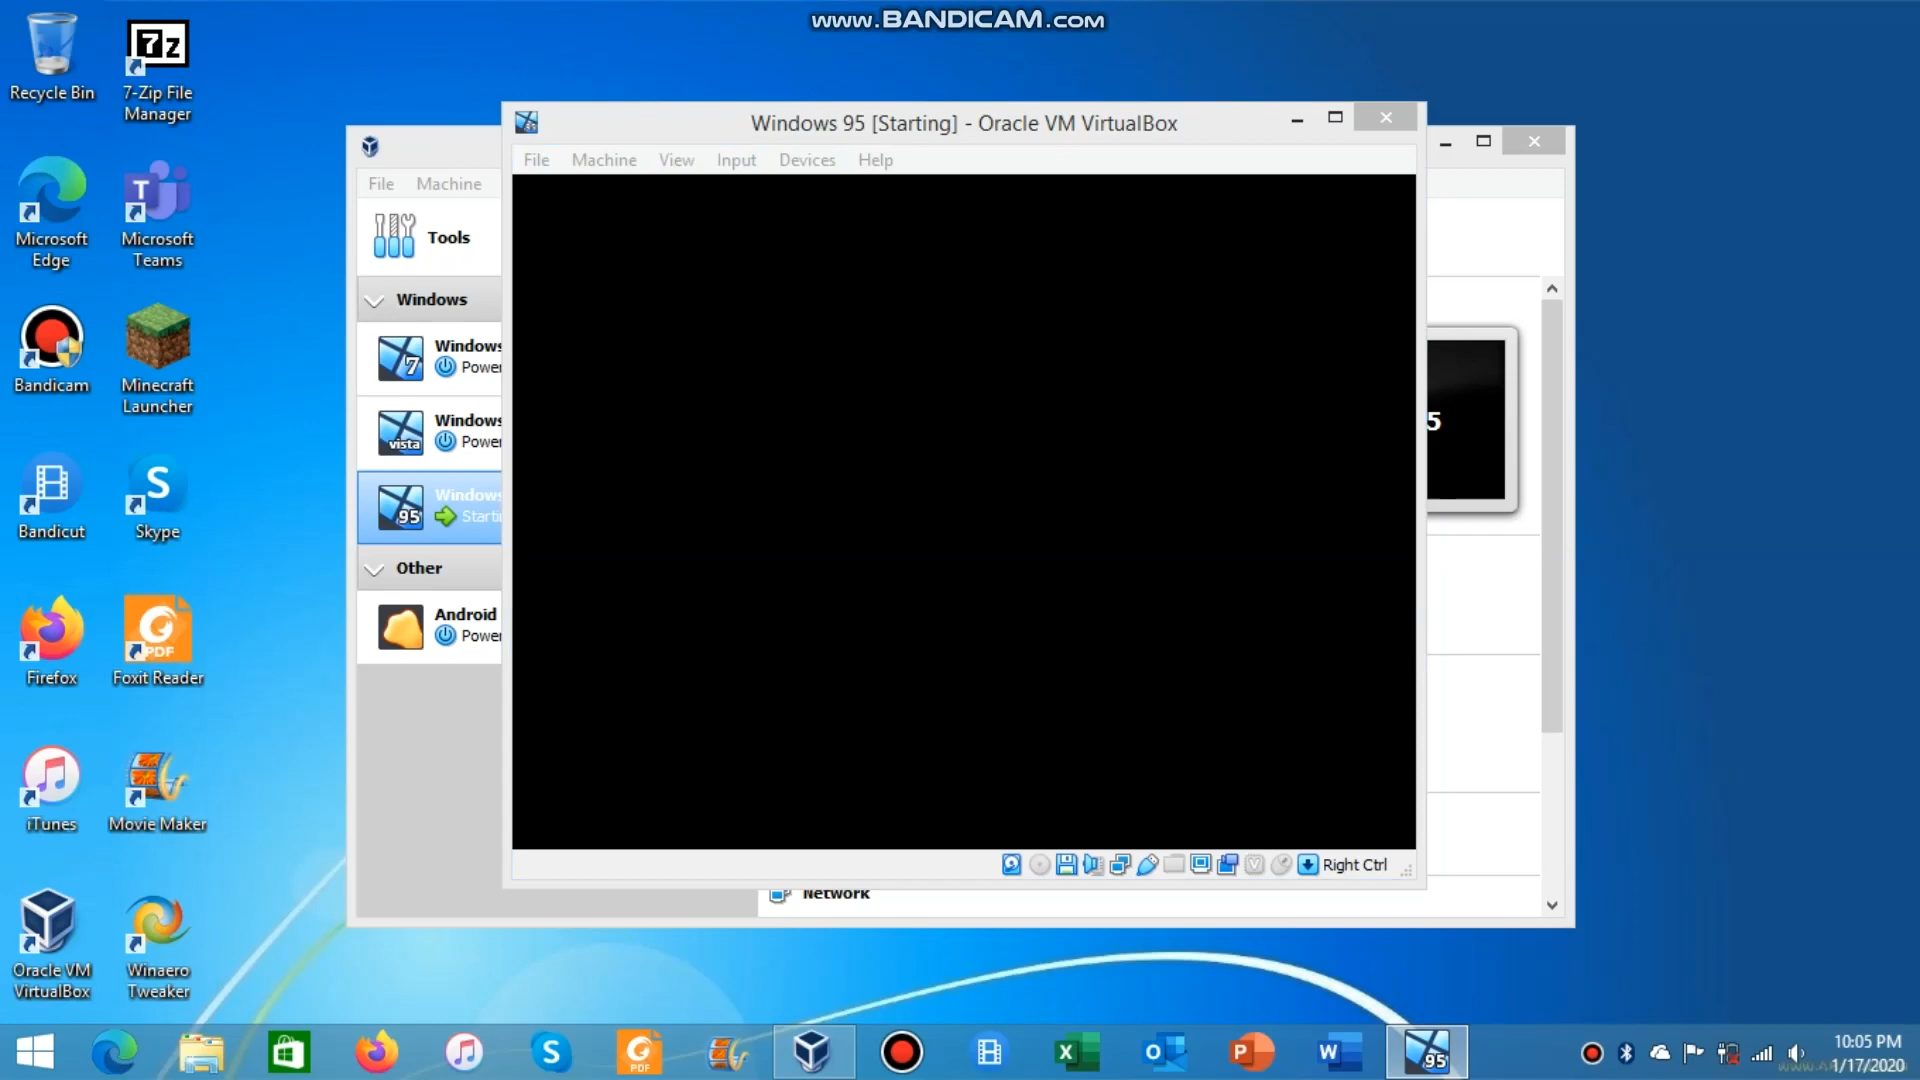 www.BANDICAM.com
Recycle Bin
7-Zip File
Manager
Microsoft
Edge
Microsoft
Teams
Bandicam
Minecraft
Launcher
Bandicut
Skype
Firefox
Foxit Reader
iTunes
Movie Maker
Oracle VM
VirtualBox
Winaero
Tweaker
File Machine
Tools
Windows
Windows
Power
Windows
Power
Windows
Starti
Other
Android
Power
7
vista
95
Windows 95 [Starting] - Oracle VM VirtualBox
File Machine View Input Devices Help
5
Right Ctrl
Network
10:05 PM
1/17/2020